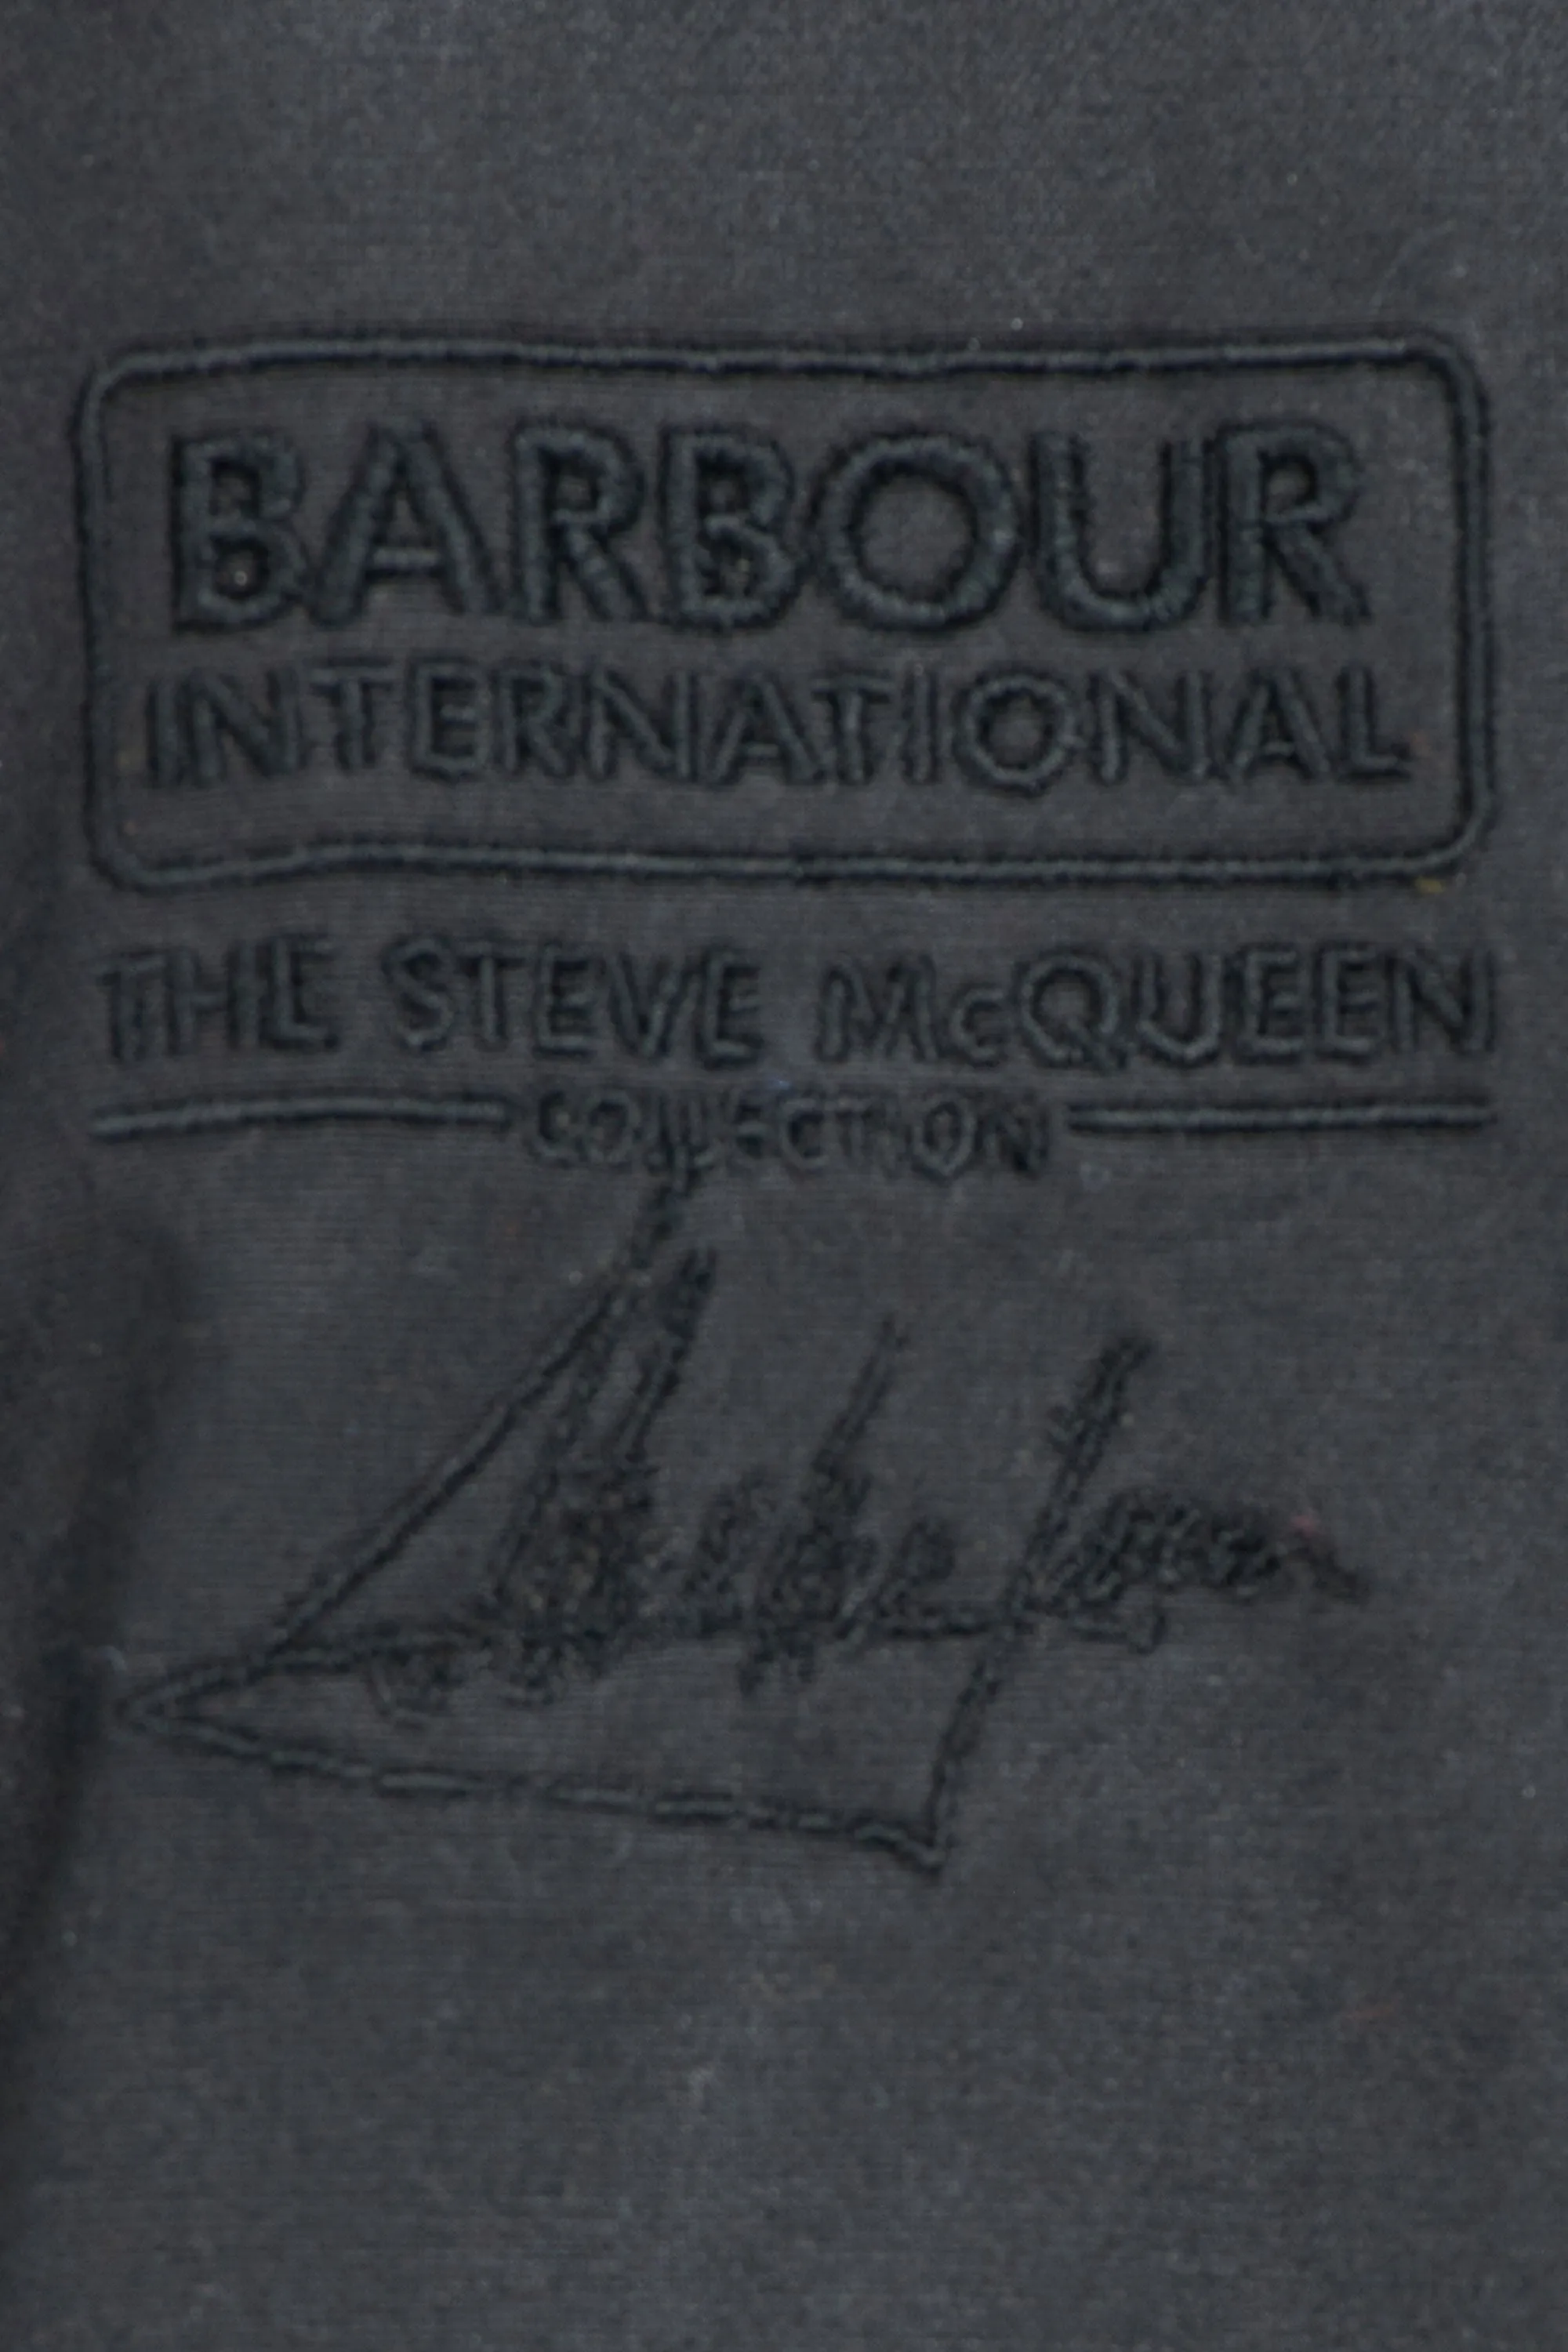 BARBOUR
INTERNATIONAL
THE STEVE McQUEEN
COLLECTION